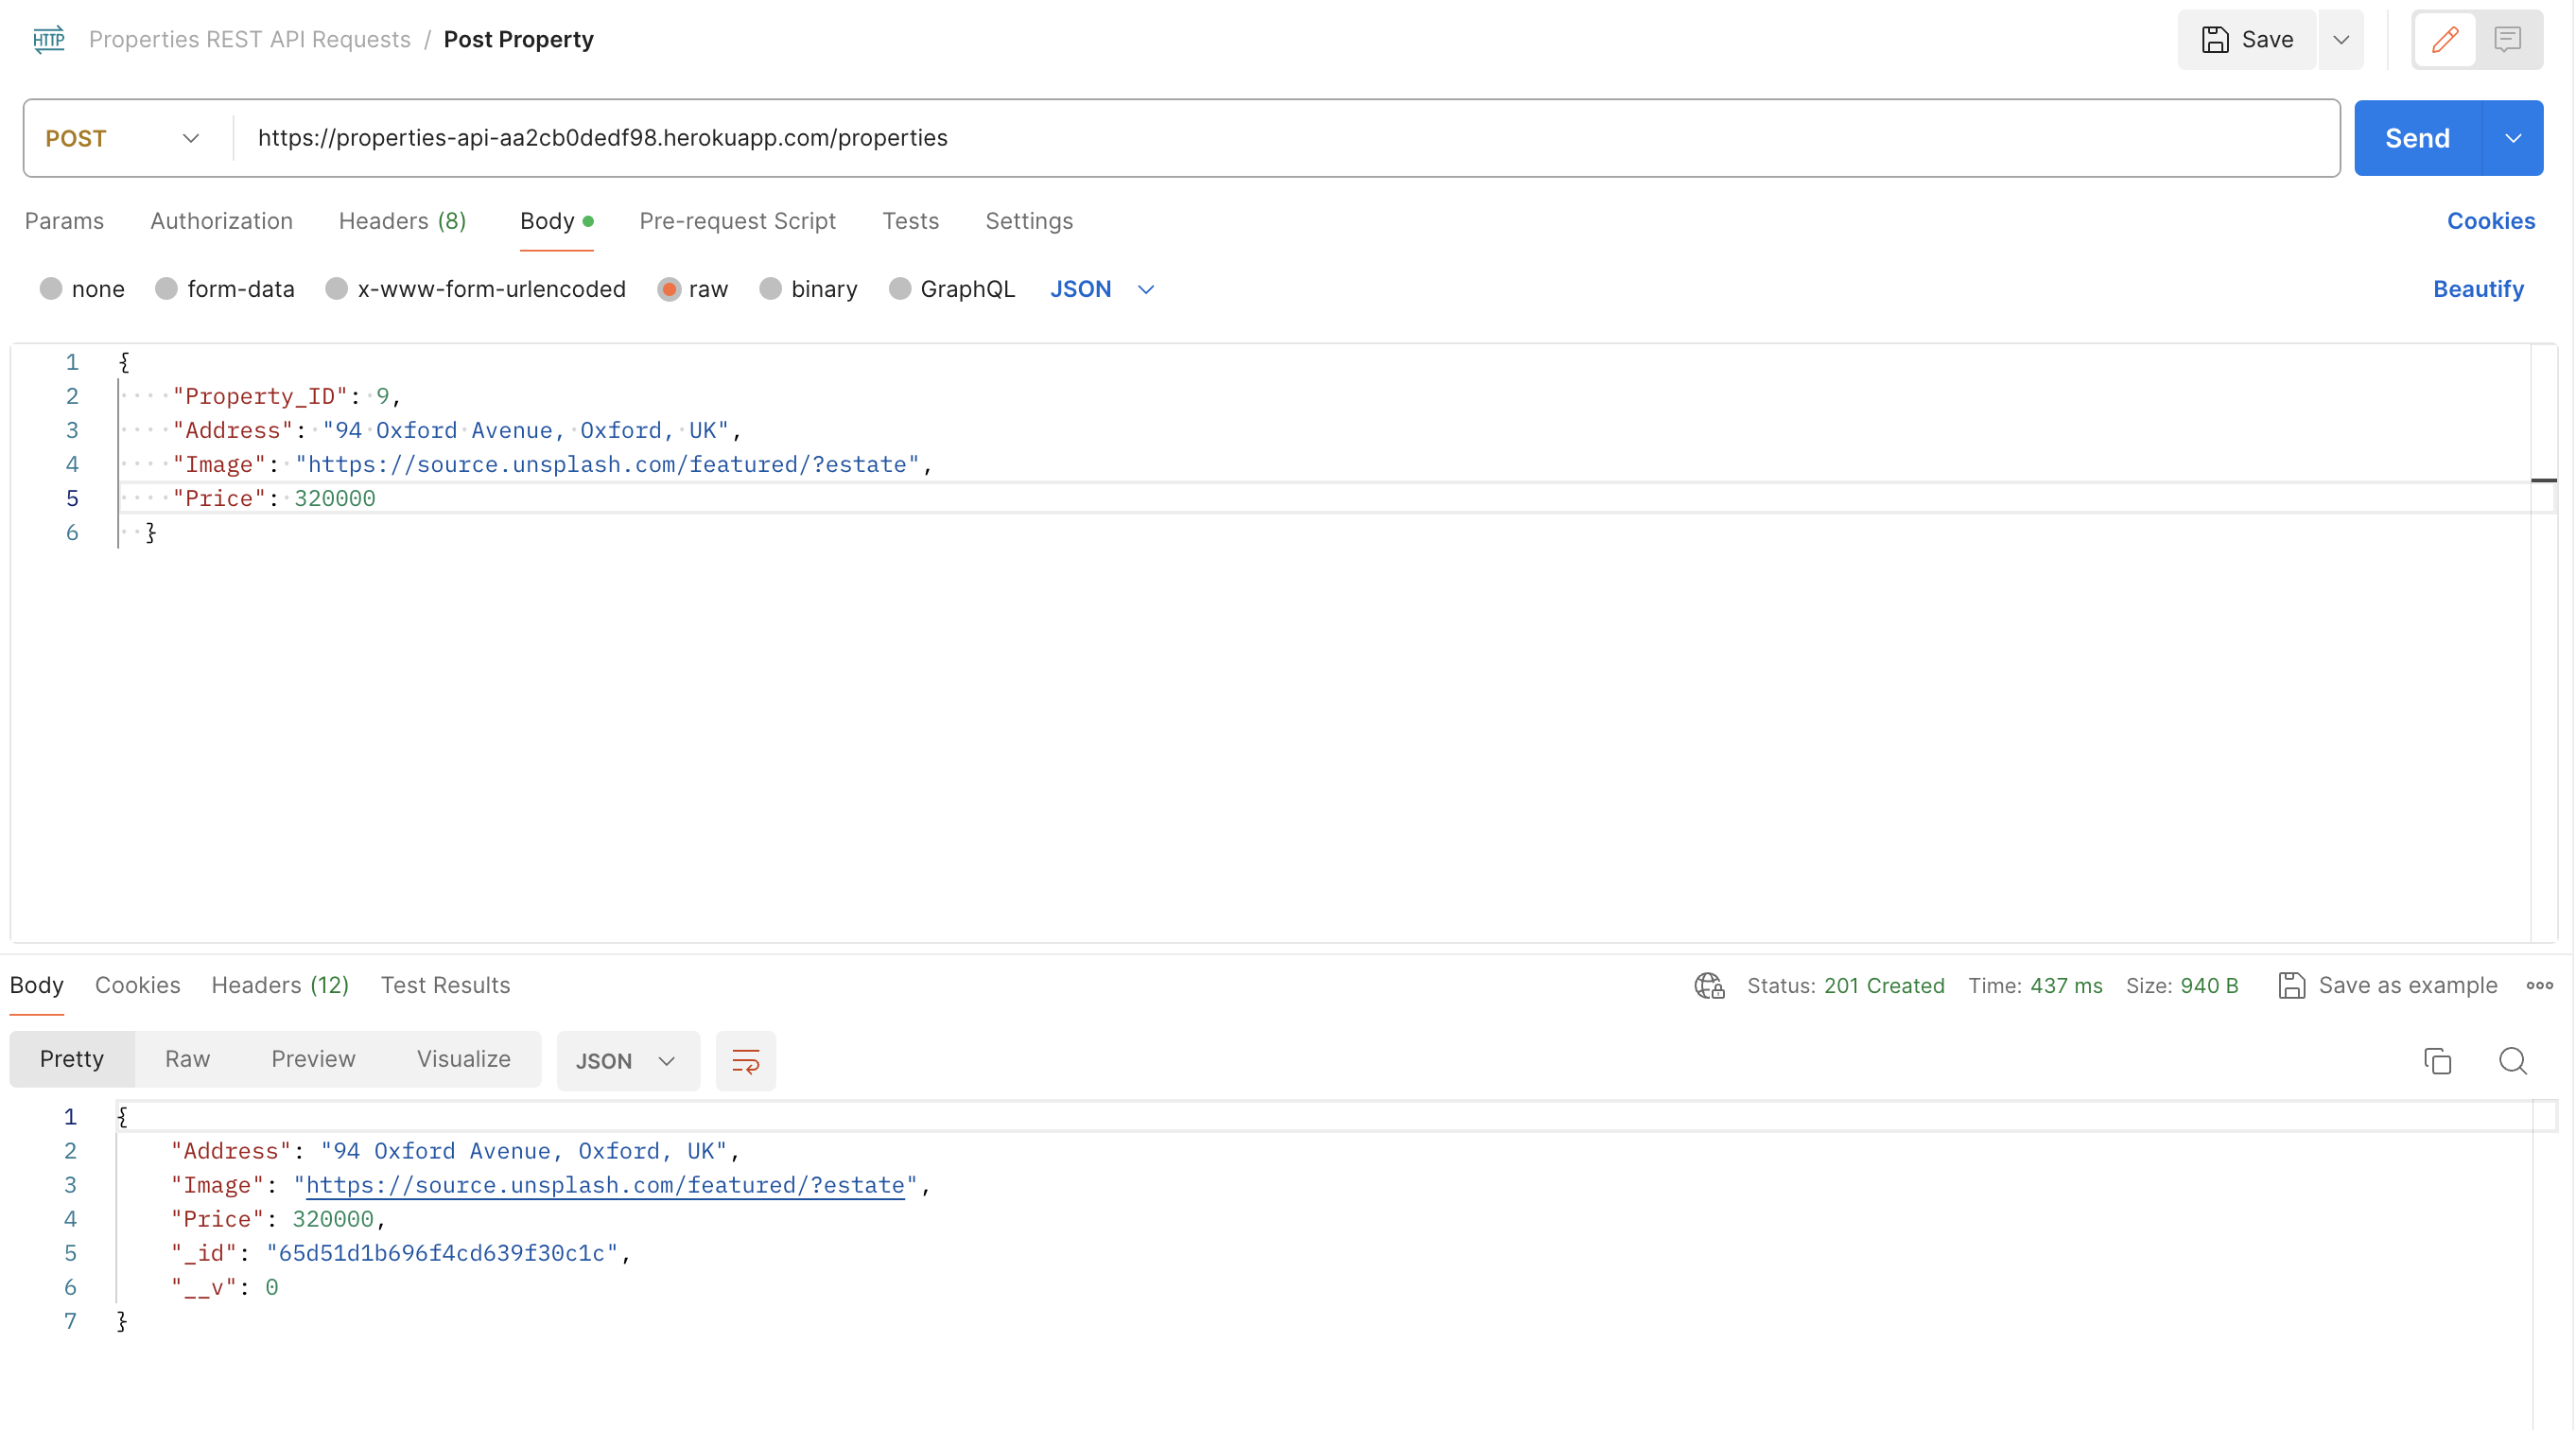 HTTP Properties REST API Requests / Post Property Save
POST https://properties-api-aa2cb0dedf98.herokuapp.com/properties Send
Params Authorization Headers (8) Body Pre-request Script Tests Settings Cookies
none form-data x-www-form-urlencoded raw binary GraphQL JSON Beautify
1 {
2 "Property_ID": 9,
3 "Address": "94 Oxford Avenue, Oxford, UK",
4 "Image": "https://source.unsplash.com/featured/?estate",
5 "Price": 320000
6 }
Body Cookies Headers (12) Test Results Status: 201 Created Time: 437 ms Size: 940 B Save as example
Pretty Raw Preview Visualize JSON
1 {
2 "Address": "94 Oxford Avenue, Oxford, UK",
3 "Image": "https://source.unsplash.com/featured/?estate",
4 "Price": 320000,
5 "_id": "65d51d1b696f4cd639f30c1c",
6 "__v": 0
7 }